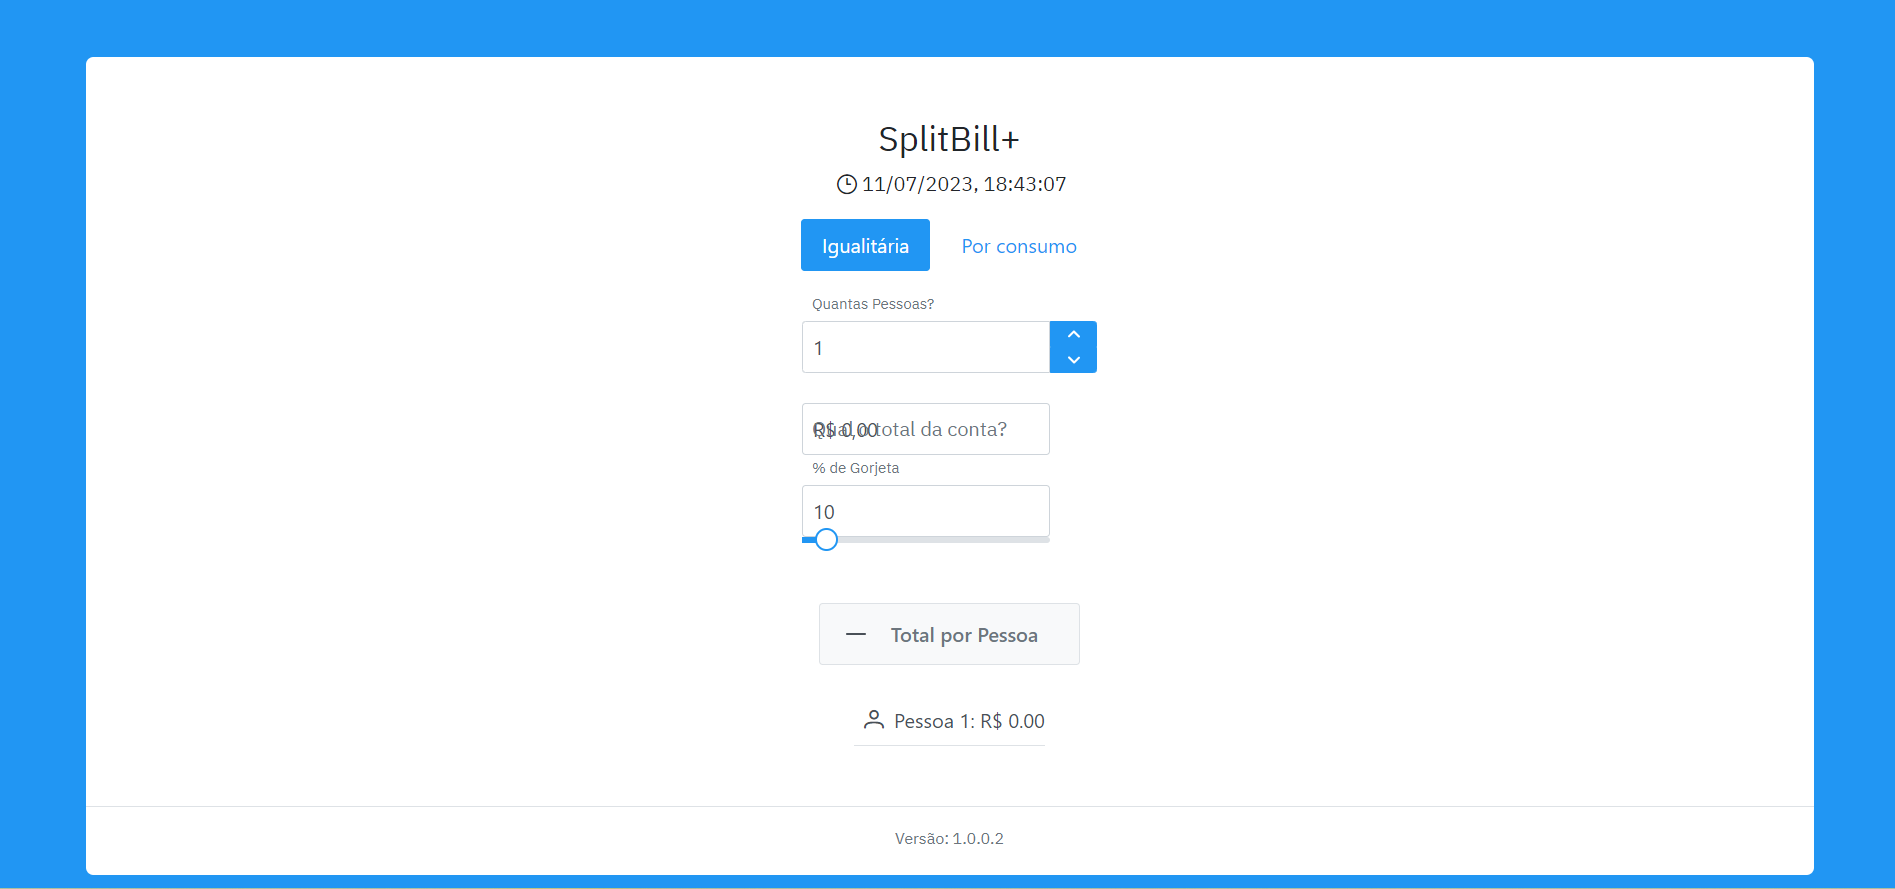 SplitBill+
11/07/2023, 18:43:07
Igualitária Por consumo
Quantas Pessoas?
1
R$ 0,00
Qual o total da conta?
% de Gorjeta
10
Total por Pessoa
Pessoa 1: R$ 0.00
Versão: 1.0.0.2